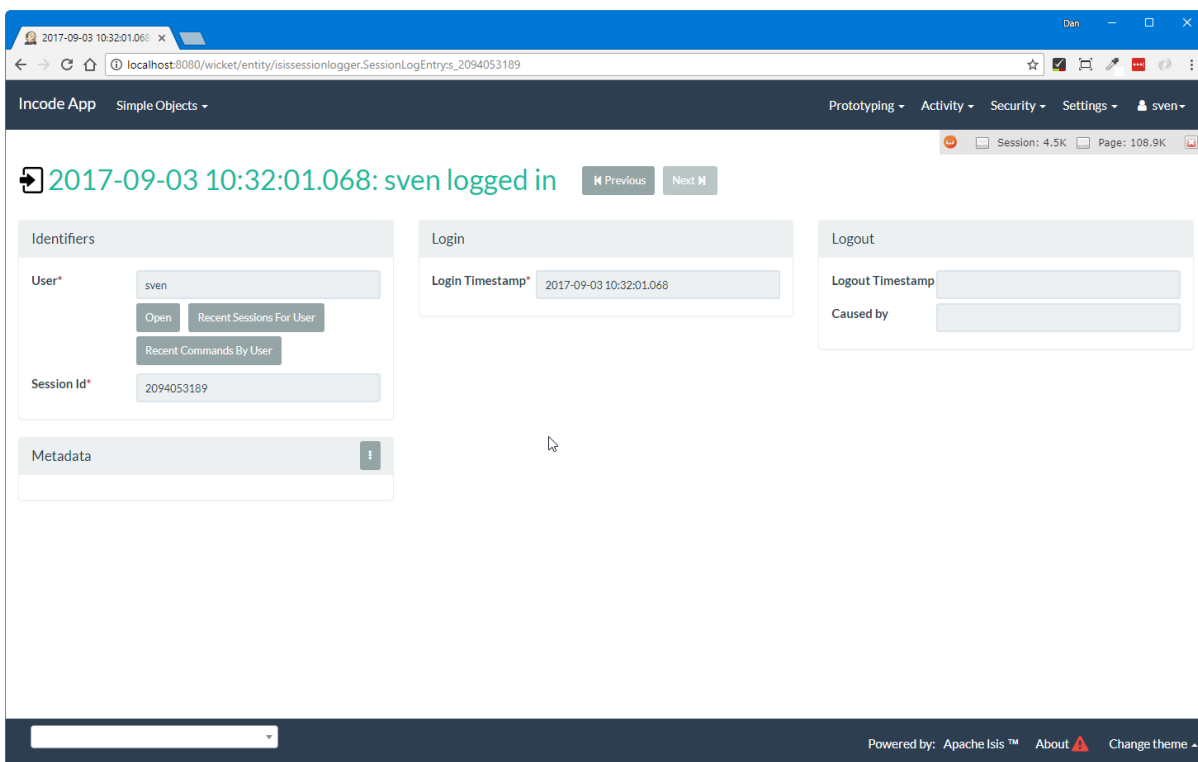 Dan
2017-09-03 10:32:01.068
localhost:8080/wicket/entity/isissessionlogger.SessionLogEntry:s_2094053189
Incode App Simple Objects Prototyping Activity Security Settings sven
Session: 4.5K Page: 108.9K
2017-09-03 10:32:01.068: sven logged in Previous Next
Identifiers Login Logout
User* sven Login Timestamp* 2017-09-03 10:32:01.068 Logout Timestamp
Open Recent Sessions For User Caused by
Recent Commands By User
Session Id* 2094053189
Metadata
Powered by: Apache Isis ™ About Change theme